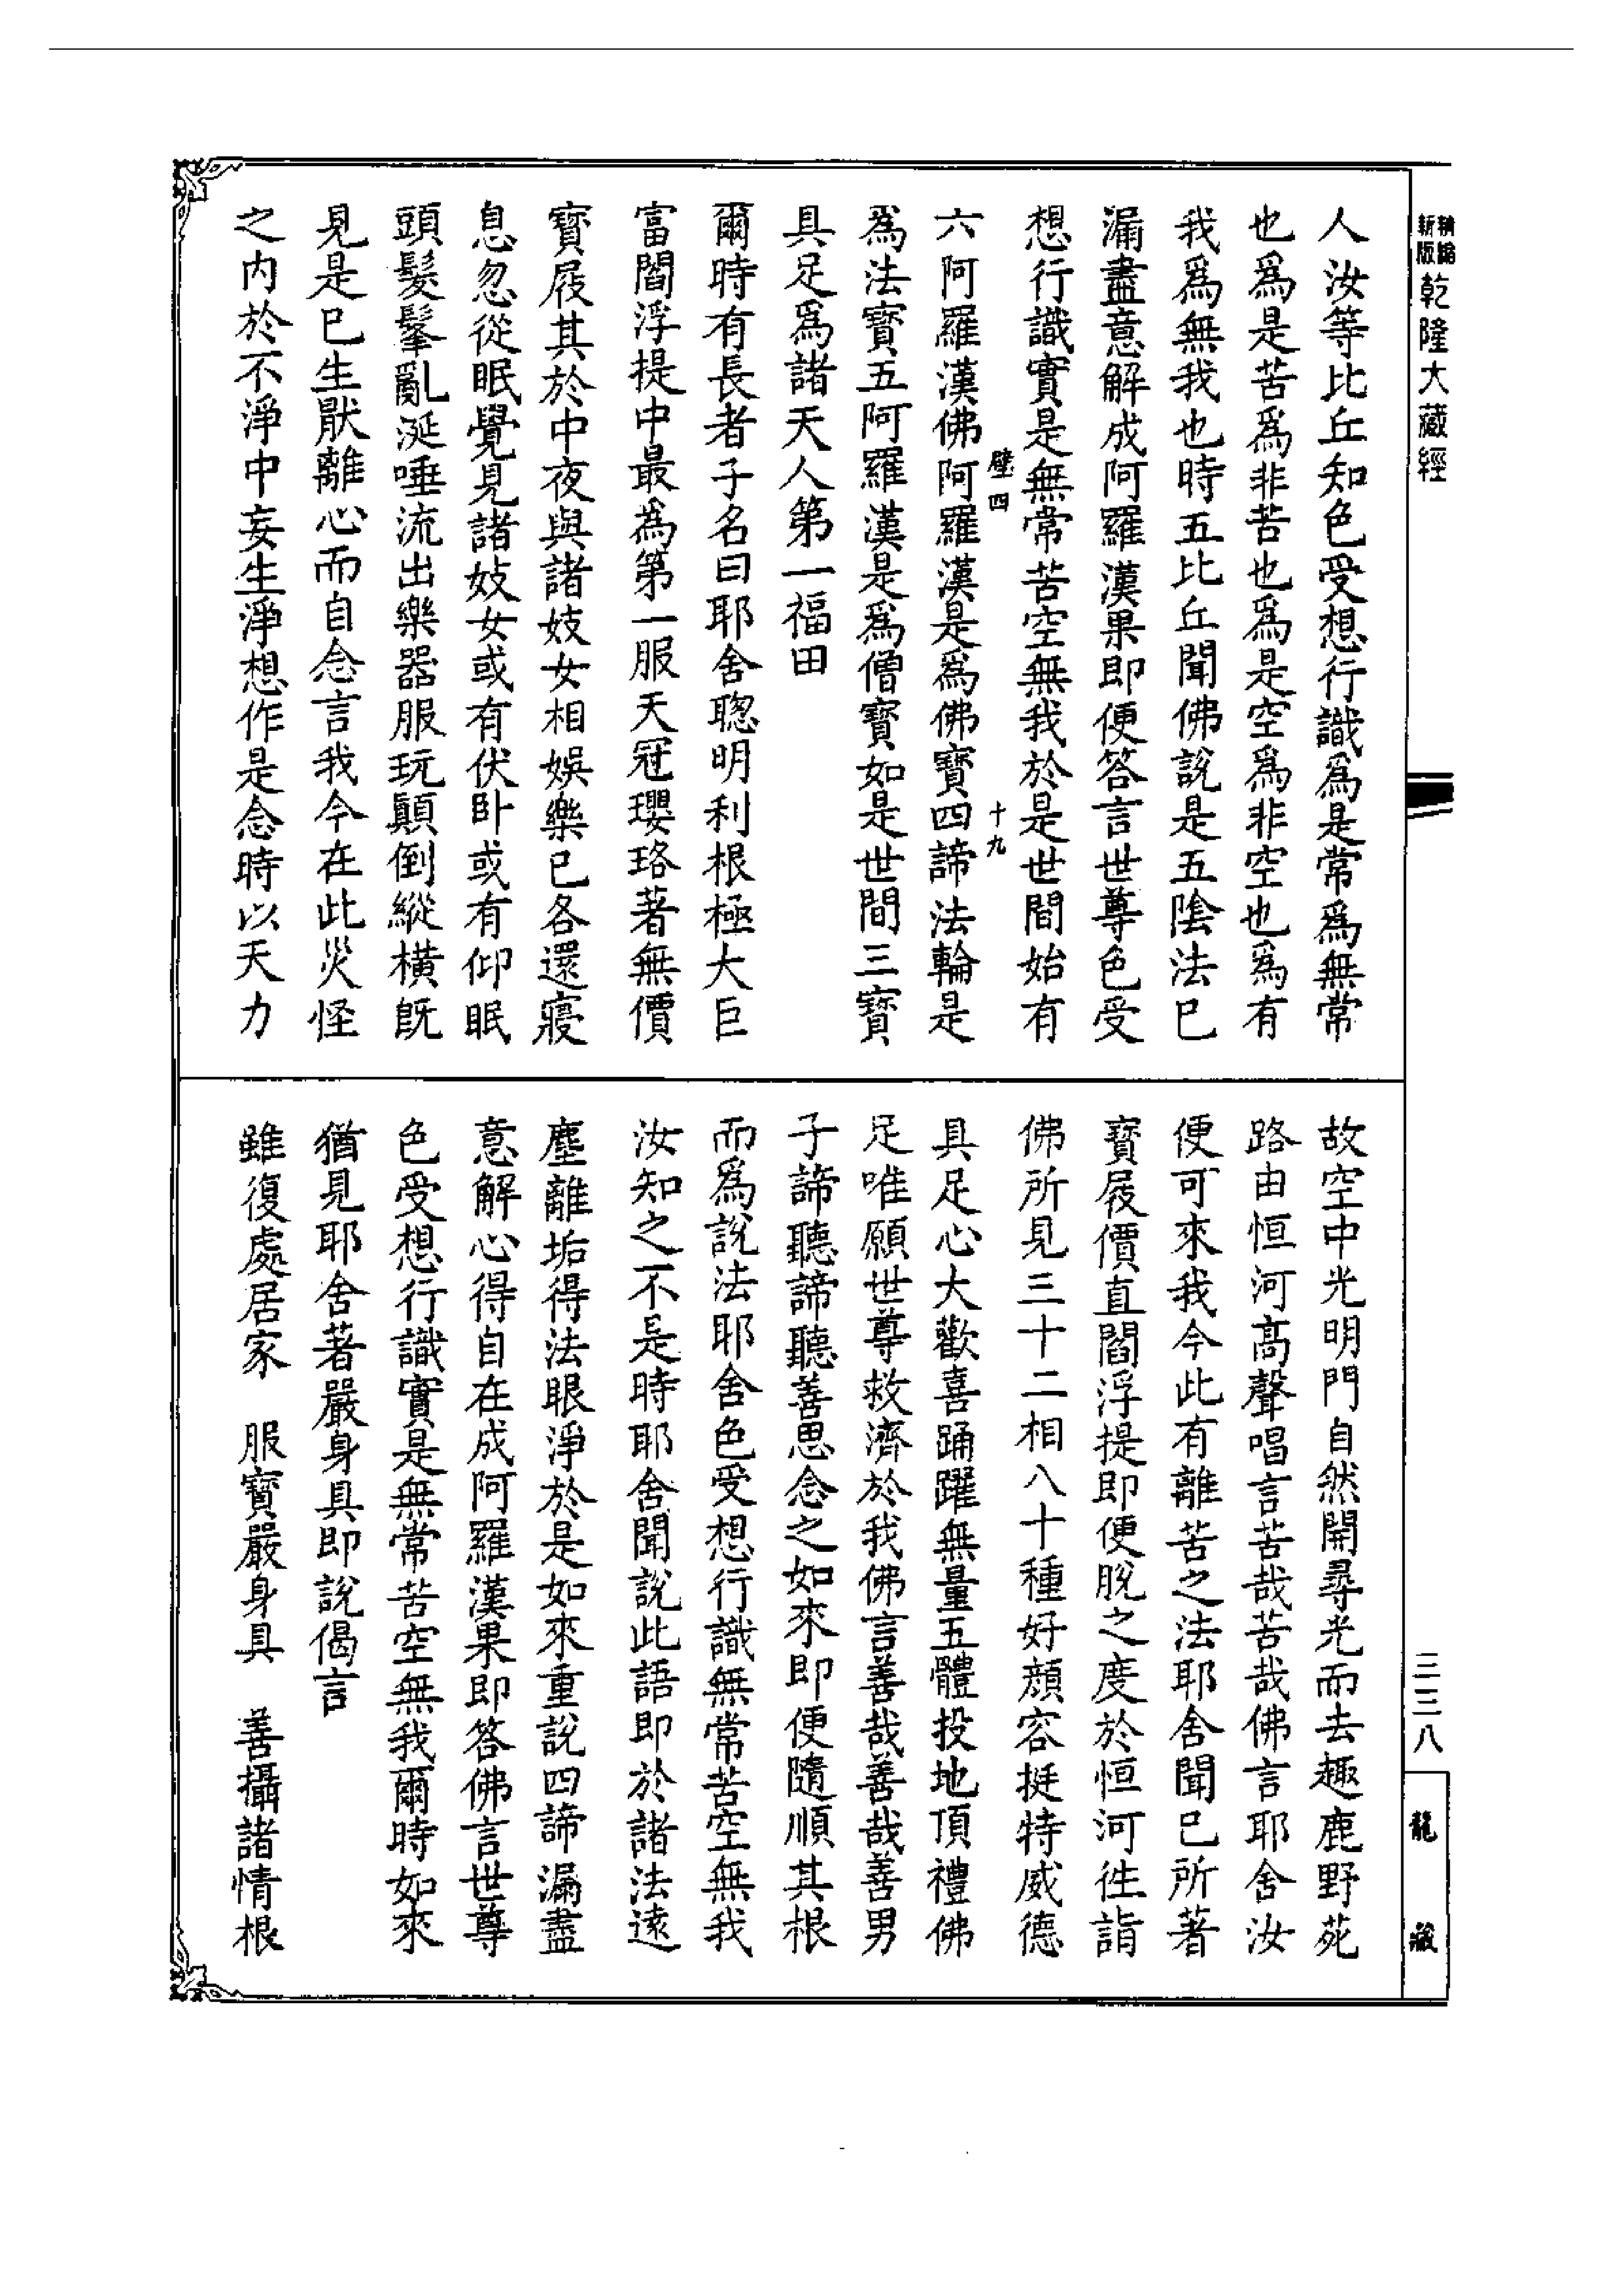 新版
乾隆大藏經
人汝等比丘知色受想行識爲是常爲無常
也爲是苦爲非苦也爲是空爲非空也爲有
我爲無我也時五比丘聞佛說是五陰法已
漏盡意解成阿羅漢果即便答言世尊色受
想行識實是無常苦空無我於是世間始有
壁四 十九
六阿羅漢佛阿羅漢是爲佛寶四諦法輪是
爲法寶五阿羅漢是爲僧寶如是世間三寶
具足爲諸天人第一福田
爾時有長者子名曰耶舍聰明利根極大巨
富閻浮提中最爲第一服天冠瓔珞著無價
寶屐其於中夜與諸妓女相娛樂已各還寢
息忽從眠覺見諸妓女或有伏卧或有仰眠
頭髮髼亂涎唾流出樂器服玩顛倒縱橫既
見是已生厭離心而自念言我今在此災怪
之内於不淨中妄生淨想作是念時以天力
故空中光明門自然開尋光而去趣鹿野苑
路由恒河高聲唱言苦哉苦哉佛言耶舍汝
便可來我今此有離苦之法耶舍聞已所著
寶屐價直閻浮提即便脫之度於恒河往詣
佛所見三十二相八十種好顔容挺特威德
具足心大歡喜踊躍無量五體投地頂禮佛
足唯願世尊救濟於我佛言善哉善哉善男
子諦聽諦聽善思念之如來即便隨順其根
而爲說法耶舍色受想行識無常苦空無我
汝知之不是時耶舍聞說此語即於諸法遠
塵離垢得法眼淨於是如來重說四諦漏盡
意解心得自在成阿羅漢果即答佛言世尊
色受想行識實是無常苦空無我爾時如來
猶見耶舍著嚴身具即說偈言
雖復處居家　服寶嚴身具　善攝諸情根
三三八
龍藏